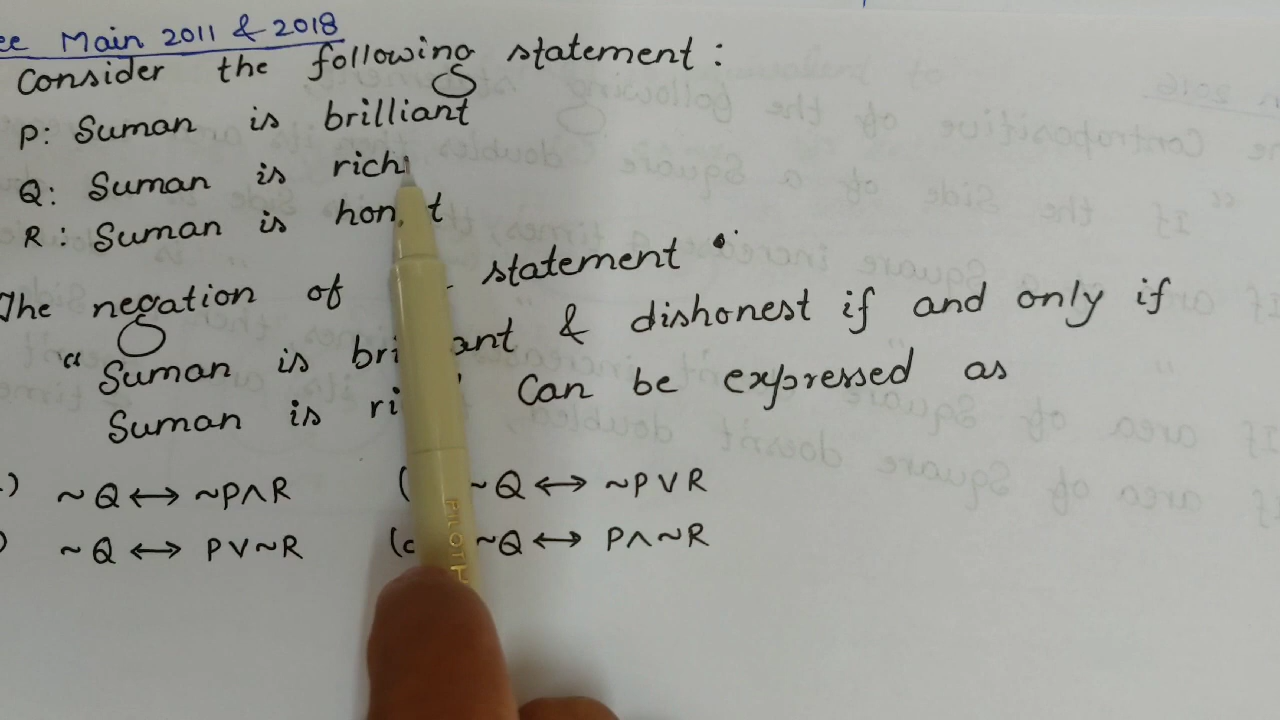 ee Main 2011 & 2018
Consider the following statement :
P: Suman is brilliant
Q: Suman is rich
R: Suman is hon t
The negation of statement
" Suman is bri ant & dishonest if and only if
Suman is ri " Can be expressed as
) ~Q ↔ ~P∧R ( ~Q ↔ ~P∨R
) ~Q ↔ P∨~R ( ~Q ↔ P∧~R
PILOT